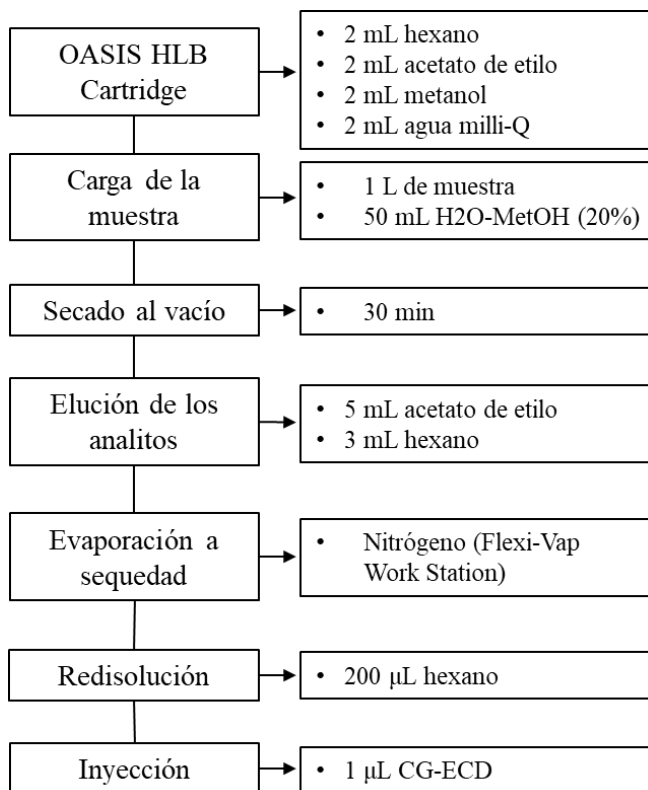 OASIS HLB
Cartridge
• 2 mL hexano
• 2 mL acetato de etilo
• 2 mL metanol
• 2 mL agua milli-Q
Carga de la
muestra
• 1 L de muestra
• 50 mL H2O-MetOH (20%)
Secado al vacío
• 30 min
Elución de los
analitos
• 5 mL acetato de etilo
• 3 mL hexano
Evaporación a
sequedad
• Nitrógeno (Flexi-Vap
Work Station)
Redisolución
• 200 μL hexano
Inyección
• 1 μL CG-ECD